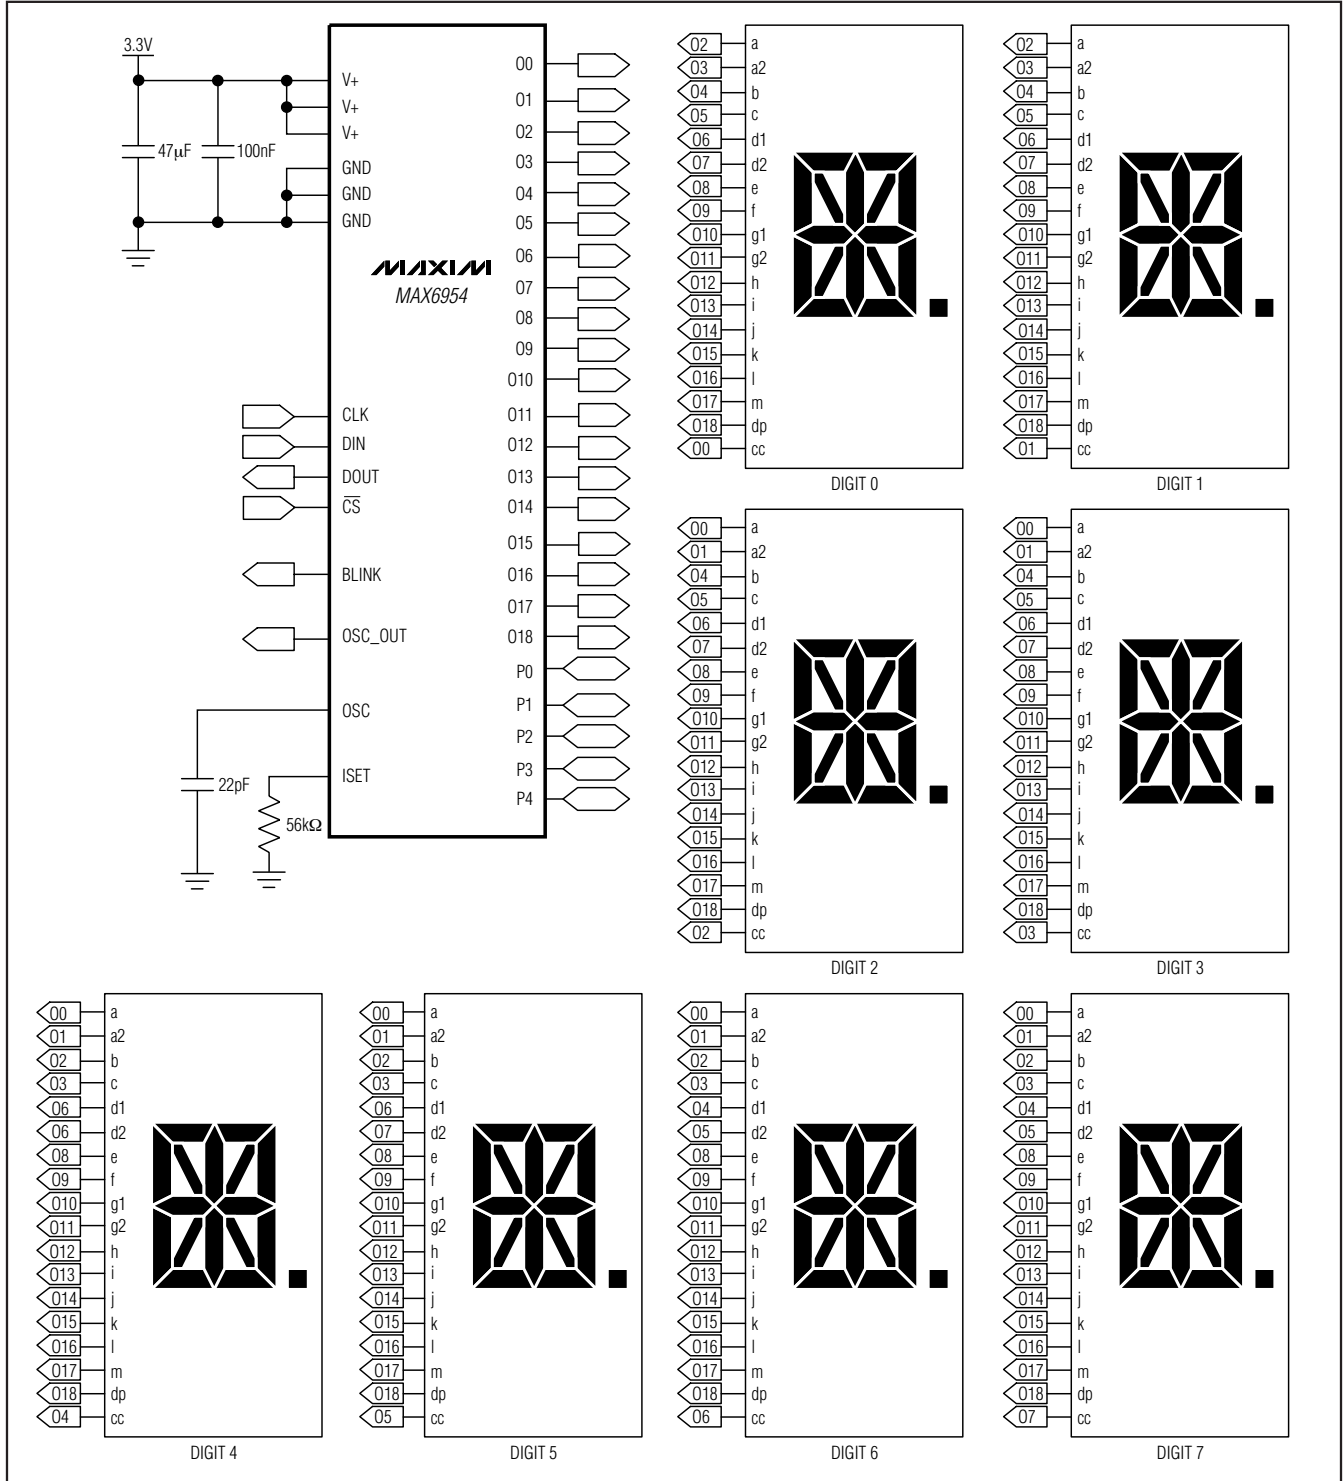 3.3V
47µF
100nF
V+
V+
V+
GND
GND
GND
MAXIM
MAX6954
CLK
DIN
DOUT
CS
BLINK
OSC_OUT
OSC
ISET
22pF
56kΩ
O0
O1
O2
O3
O4
O5
O6
O7
O8
O9
O10
O11
O12
O13
O14
O15
O16
O17
O18
P0
P1
P2
P3
P4
O2 a
O3 a2
O4 b
O5 c
O6 d1
O7 d2
O8 e
O9 f
O10 g1
O11 g2
O12 h
O13 i
O14 j
O15 k
O16 l
O17 m
O18 dp
O0 cc
DIGIT 0
O2 a
O3 a2
O4 b
O5 c
O6 d1
O7 d2
O8 e
O9 f
O10 g1
O11 g2
O12 h
O13 i
O14 j
O15 k
O16 l
O17 m
O18 dp
O1 cc
DIGIT 1
O0 a
O1 a2
O4 b
O5 c
O6 d1
O7 d2
O8 e
O9 f
O10 g1
O11 g2
O12 h
O13 i
O14 j
O15 k
O16 l
O17 m
O18 dp
O2 cc
DIGIT 2
O0 a
O1 a2
O4 b
O5 c
O6 d1
O7 d2
O8 e
O9 f
O10 g1
O11 g2
O12 h
O13 i
O14 j
O15 k
O16 l
O17 m
O18 dp
O3 cc
DIGIT 3
O0 a
O1 a2
O2 b
O3 c
O6 d1
O6 d2
O8 e
O9 f
O10 g1
O11 g2
O12 h
O13 i
O14 j
O15 k
O16 l
O17 m
O18 dp
O4 cc
DIGIT 4
O0 a
O1 a2
O2 b
O3 c
O6 d1
O7 d2
O8 e
O9 f
O10 g1
O11 g2
O12 h
O13 i
O14 j
O15 k
O16 l
O17 m
O18 dp
O5 cc
DIGIT 5
O0 a
O1 a2
O2 b
O3 c
O4 d1
O5 d2
O8 e
O9 f
O10 g1
O11 g2
O12 h
O13 i
O14 j
O15 k
O16 l
O17 m
O18 dp
O6 cc
DIGIT 6
O0 a
O1 a2
O2 b
O3 c
O4 d1
O5 d2
O8 e
O9 f
O10 g1
O11 g2
O12 h
O13 i
O14 j
O15 k
O16 l
O17 m
O18 dp
O7 cc
DIGIT 7